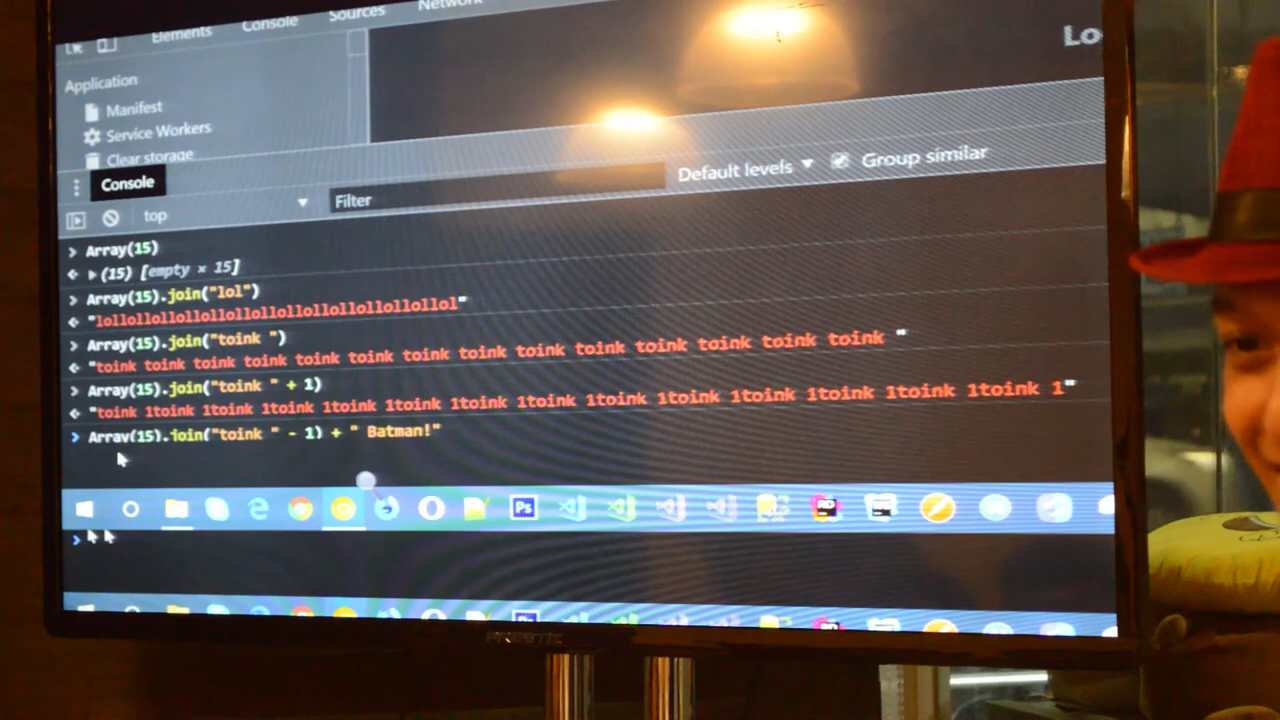 Elements Console Sources Network
Lo
Application
Manifest
Service Workers
Clear storage
Console
top Filter Default levels Group similar
> Array(15)
(15) [empty × 15]
> Array(15).join("lol")
"lollollollollollollollollollollollollollol"
> Array(15).join("toink ")
"toink toink toink toink toink toink toink toink toink toink toink toink toink toink "
> Array(15).join("toink " + 1)
"toink 1toink 1toink 1toink 1toink 1toink 1toink 1toink 1toink 1toink 1toink 1toink 1toink 1toink 1"
> Array(15).join("toink " - 1) + " Batman!"
Ps